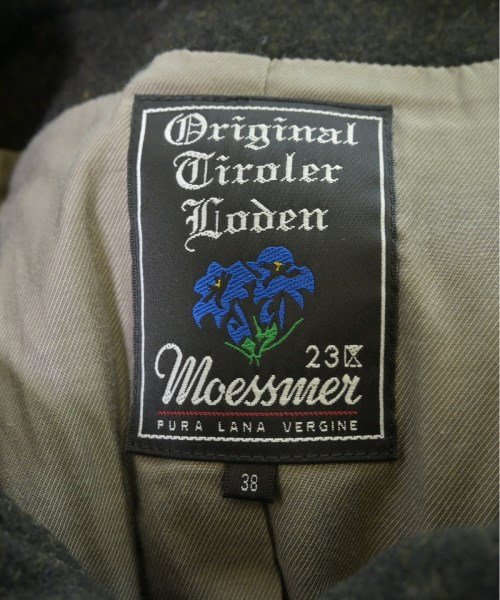 Original
Tiroler
Loden
23
Moessmer
PURA LANA VERGINE
38